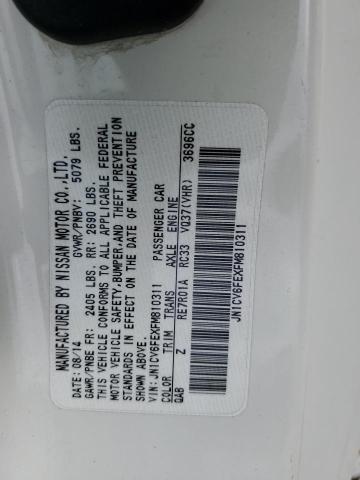 MANUFACTURED BY NISSAN MOTOR CO.,LTD.
DATE: 08/14 GVWR/PNBV: 5079 LBS.
GAWR/PNBE FR: 2405 LBS. RR: 2690 LBS.
THIS VEHICLE CONFORMS TO ALL APPLICABLE FEDERAL
MOTOR VEHICLE SAFETY,BUMPER,AND THEFT PREVENTION
STANDARDS IN EFFECT ON THE DATE OF MANUFACTURE
SHOWN ABOVE.
VIN: JN1CV6FEXFM810311 PASSENGER CAR
COLOR TRIM TRANS AXLE ENGINE
QAB Z RE7R01A RC33 VQ37(VHR) 3696CC
JN1CV6FEXFM810311